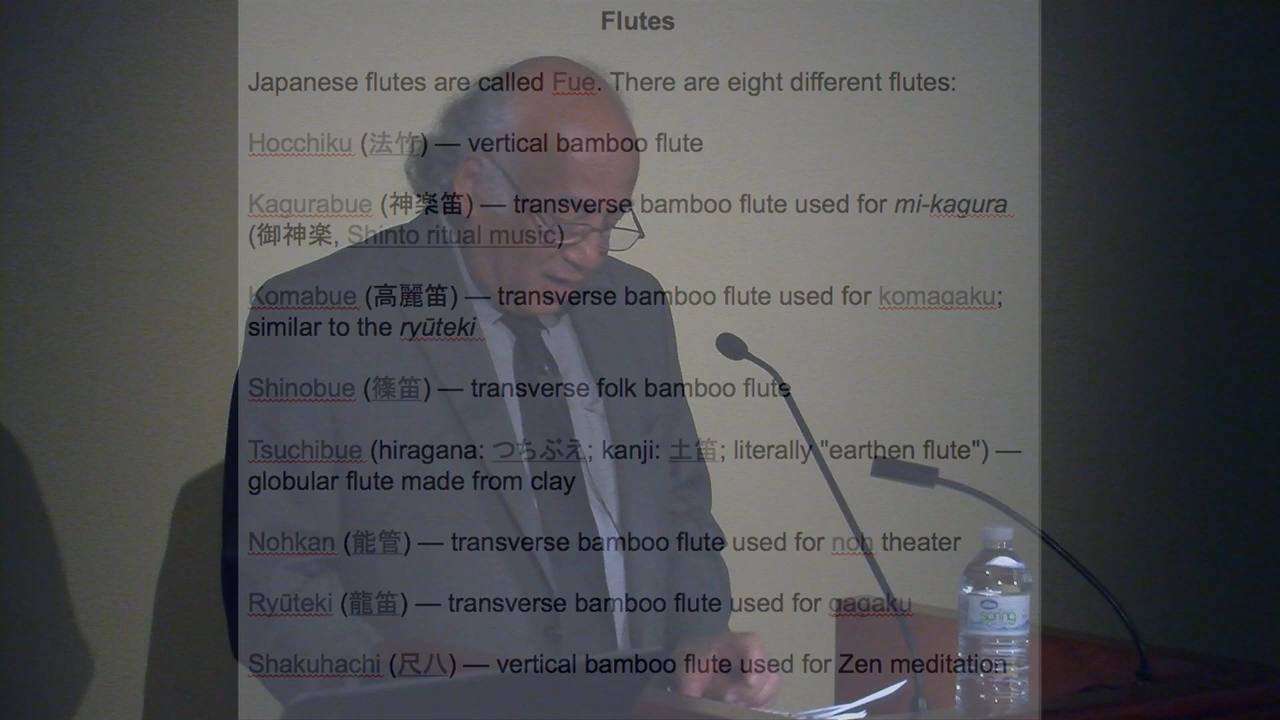 Flutes
Japanese flutes are called Fue. There are eight different flutes:
Hocchiku (法竹) — vertical bamboo flute
Kagurabue (神楽笛) — transverse bamboo flute used for mi-kagura
(御神楽, Shinto ritual music)
Komabue (高麗笛) — transverse bamboo flute used for komagaku;
similar to the ryūteki
Shinobue (篠笛) — transverse folk bamboo flute
Tsuchibue (hiragana: つちぶえ; kanji: 土笛; literally "earthen flute") —
globular flute made from clay
Nohkan (能管) — transverse bamboo flute used for noh theater
Ryūteki (龍笛) — transverse bamboo flute used for gagaku
spring
Shakuhachi (尺八) — vertical bamboo flute used for Zen meditation